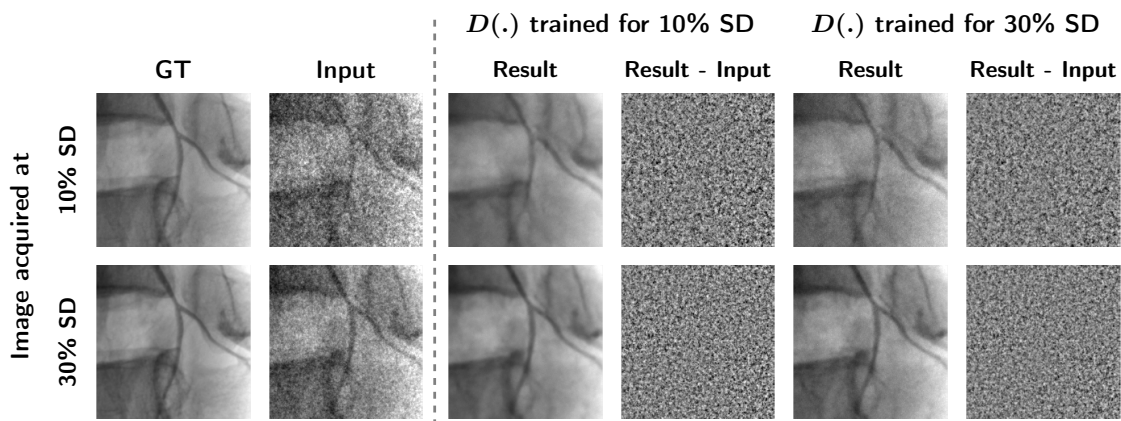 D(.) trained for 10% SD
D(.) trained for 30% SD
GT
Input
Result
Result - Input
Result
Result - Input
Image acquired at
10% SD
30% SD